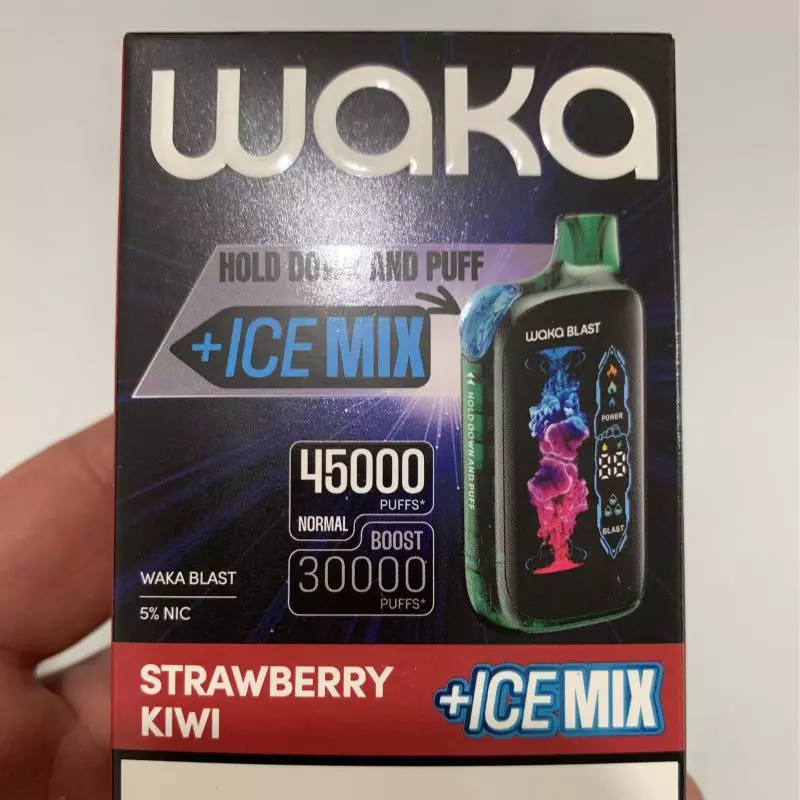 waka
HOLD DOWN AND PUFF
+ICE MIX
WAKA BLAST
HOLD DOWN AND PUFF
POWER
88
BLAST
45000
PUFFS*
NORMAL
BOOST
30000
PUFFS*
WAKA BLAST
5% NIC
STRAWBERRY
KIWI
+ICE MIX